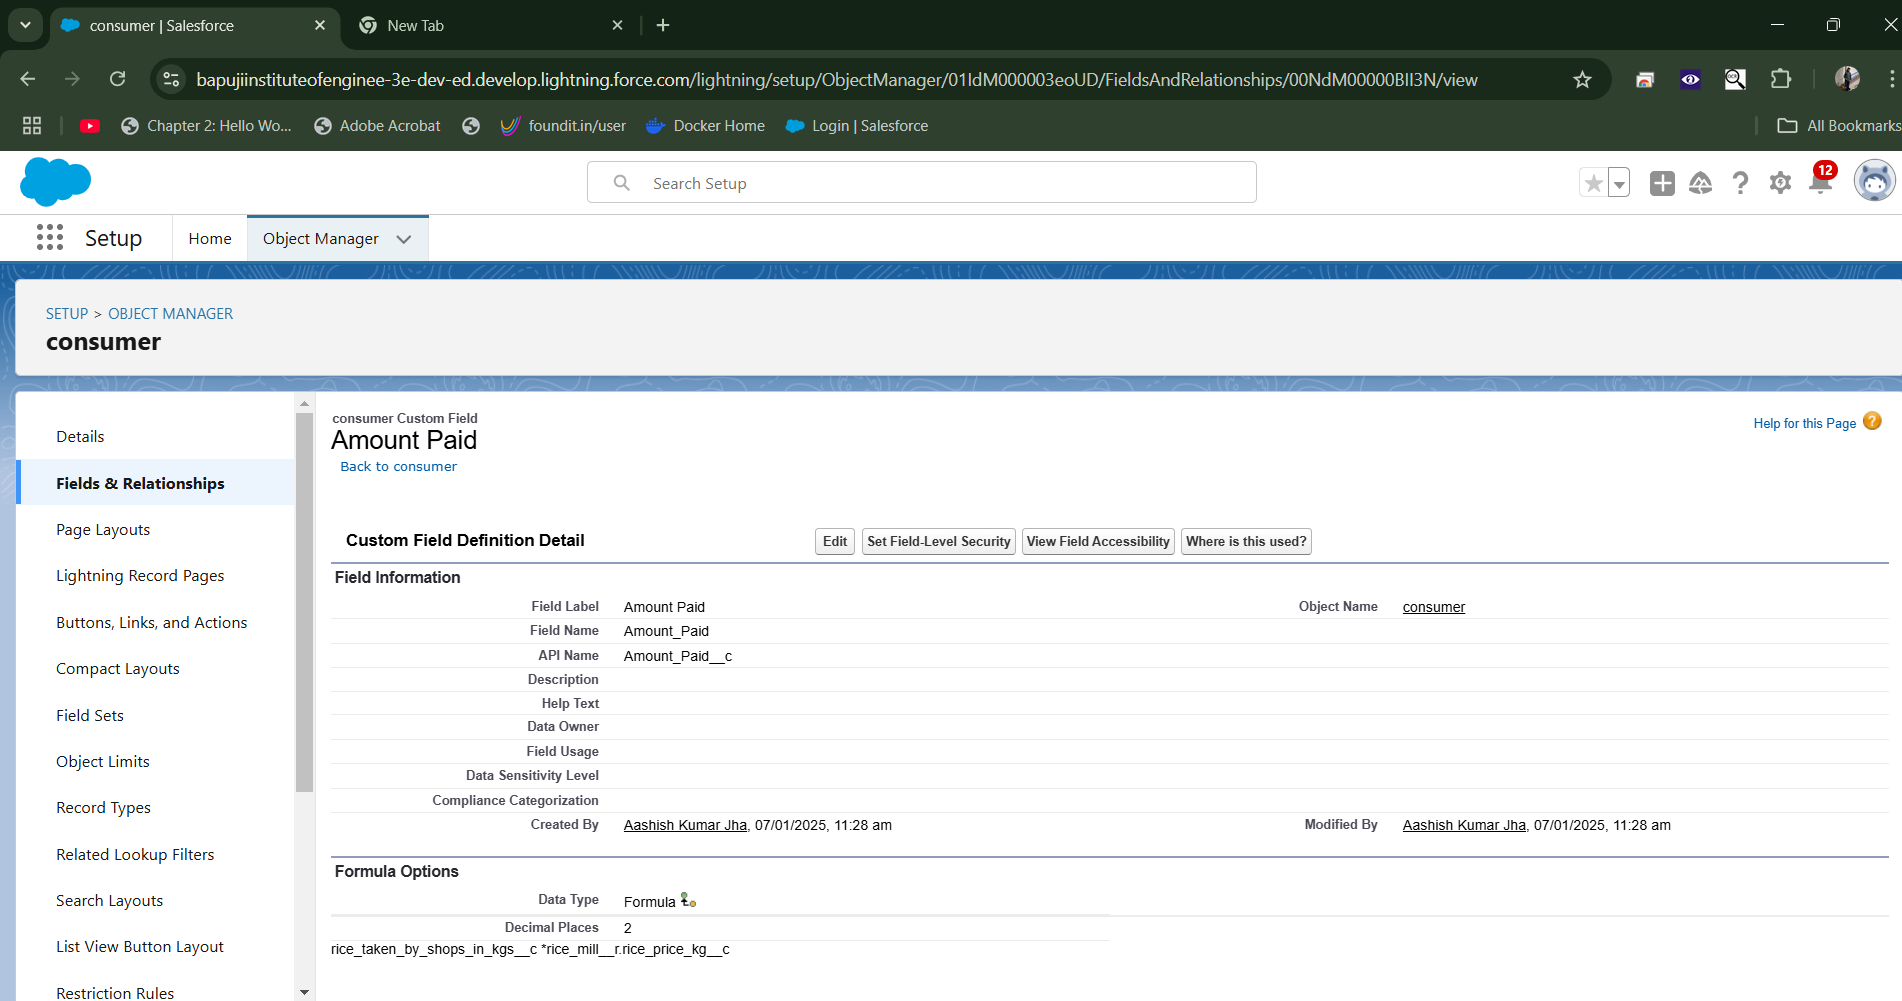 consumer | Salesforce
New Tab
bapujiinstituteofenginee-3e-dev-ed.develop.lightning.force.com/lightning/setup/ObjectManager/01IdM000003eoUD/FieldsAndRelationships/00NdM00000BII3N/view
Chapter 2: Hello Wo...
Adobe Acrobat
foundit.in/user
Docker Home
Login | Salesforce
All Bookmarks
Search Setup
12
Setup
Home
Object Manager
SETUP > OBJECT MANAGER
consumer
Details
Fields & Relationships
Page Layouts
Lightning Record Pages
Buttons, Links, and Actions
Compact Layouts
Field Sets
Object Limits
Record Types
Related Lookup Filters
Search Layouts
List View Button Layout
Restriction Rules
consumer Custom Field
Amount Paid
Back to consumer
Help for this Page
Custom Field Definition Detail
Edit
Set Field-Level Security
View Field Accessibility
Where is this used?
Field Information
Field Label Amount Paid Object Name consumer
Field Name Amount_Paid
API Name Amount_Paid__c
Description
Help Text
Data Owner
Field Usage
Data Sensitivity Level
Compliance Categorization
Created By Aashish Kumar Jha, 07/01/2025, 11:28 am Modified By Aashish Kumar Jha, 07/01/2025, 11:28 am
Formula Options
Data Type Formula
Decimal Places 2
rice_taken_by_shops_in_kgs__c *rice_mill__r.rice_price_kg__c